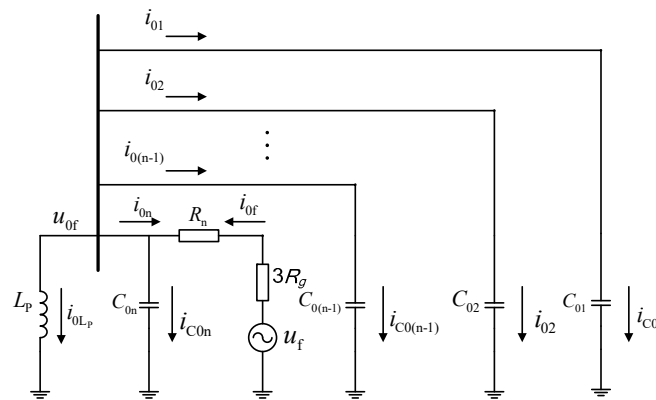 i01
i02
⋮
i0(n-1)
i0n
i0f
u0f
Rn
3Rg
LP
i0LP
C0n
iC0n
uf
C0(n-1)
iC0(n-1)
C02
i02
C01
iC0